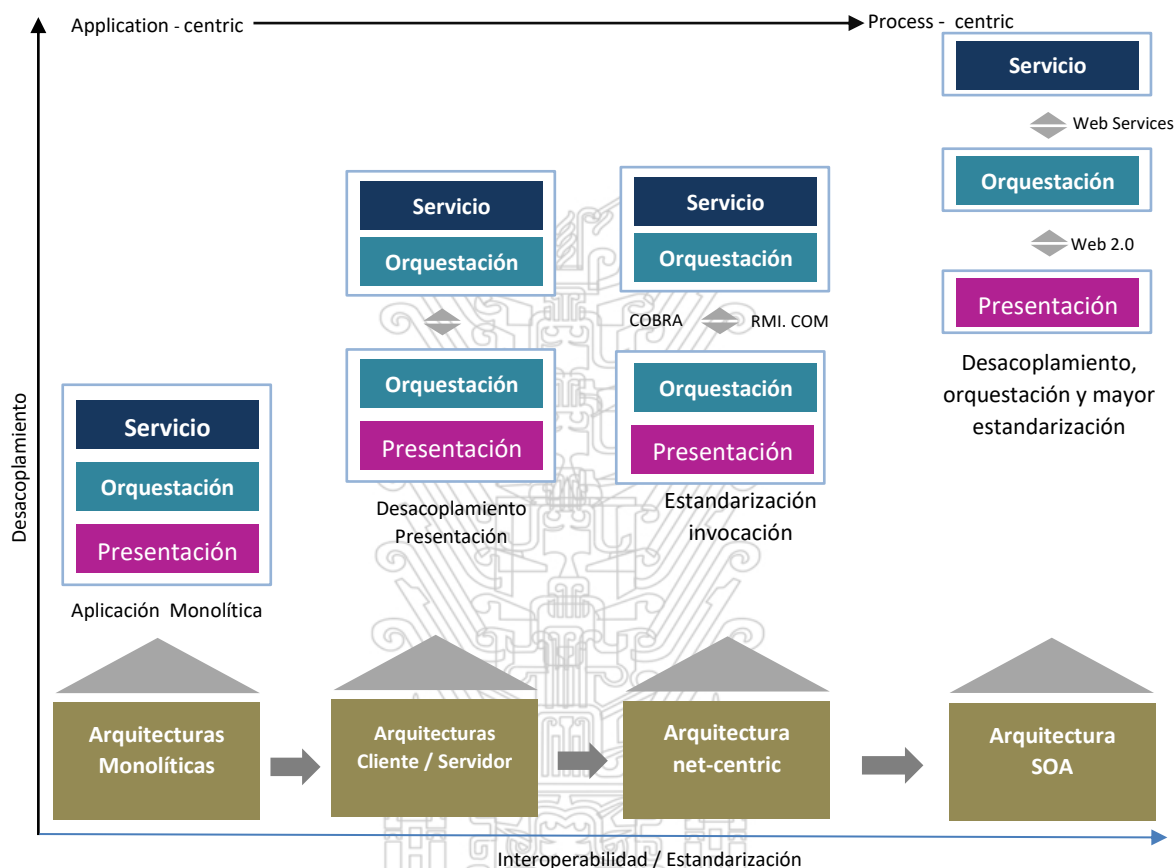 Application - centric
Process - centric
Servicio
Web Services
Orquestación
Web 2.0
Presentación
Desacoplamiento,
orquestación y mayor
estandarización
Servicio
Orquestación
Orquestación
Presentación
Desacoplamiento
Presentación
Servicio
Orquestación
COBRA
RMI. COM
Orquestación
Presentación
Estandarización
invocación
Desacoplamiento
Servicio
Orquestación
Presentación
Aplicación Monolítica
Arquitecturas
Monolíticas
Arquitecturas
Cliente / Servidor
Arquitectura
net-centric
Arquitectura
SOA
Interoperabilidad / Estandarización